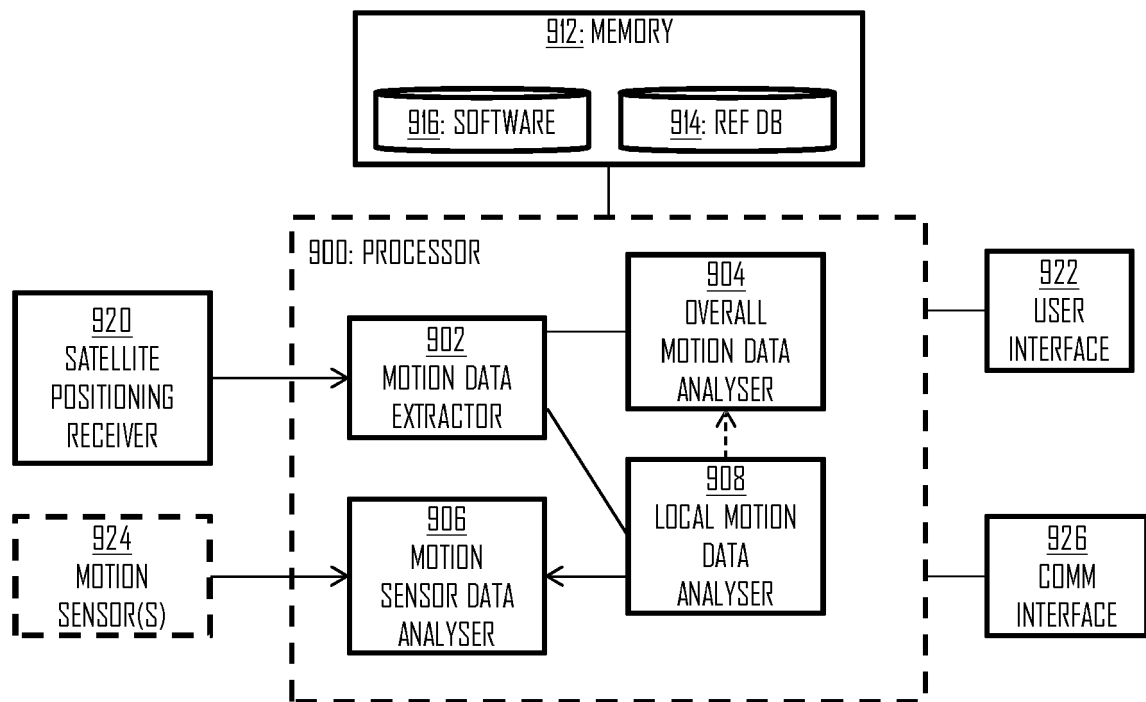 912: MEMORY
916: SOFTWARE
914: REF DB
900: PROCESSOR
920
SATELLITE
POSITIONING
RECEIVER
902
MOTION DATA
EXTRACTOR
904
OVERALL
MOTION DATA
ANALYSER
922
USER
INTERFACE
924
MOTION
SENSOR(S)
906
MOTION
SENSOR DATA
ANALYSER
908
LOCAL MOTION
DATA
ANALYSER
926
COMM
INTERFACE